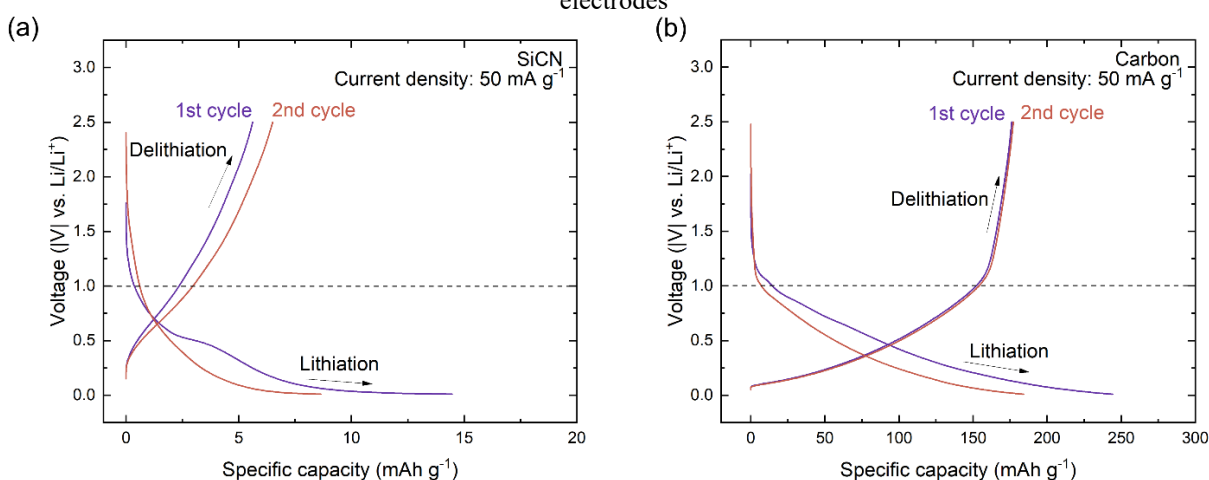 electrodes
(a)
SiCN
Current density: 50 mA g⁻¹
1st cycle 2nd cycle
Delithiation
Lithiation
Voltage (|V| vs. Li/Li⁺)
3.0
2.5
2.0
1.5
1.0
0.5
0.0
0 5 10 15 20
Specific capacity (mAh g⁻¹)
(b)
Carbon
Current density: 50 mA g⁻¹
1st cycle 2nd cycle
Delithiation
Lithiation
Voltage (|V| vs. Li/Li⁺)
3.0
2.5
2.0
1.5
1.0
0.5
0.0
0 50 100 150 200 250 300
Specific capacity (mAh g⁻¹)